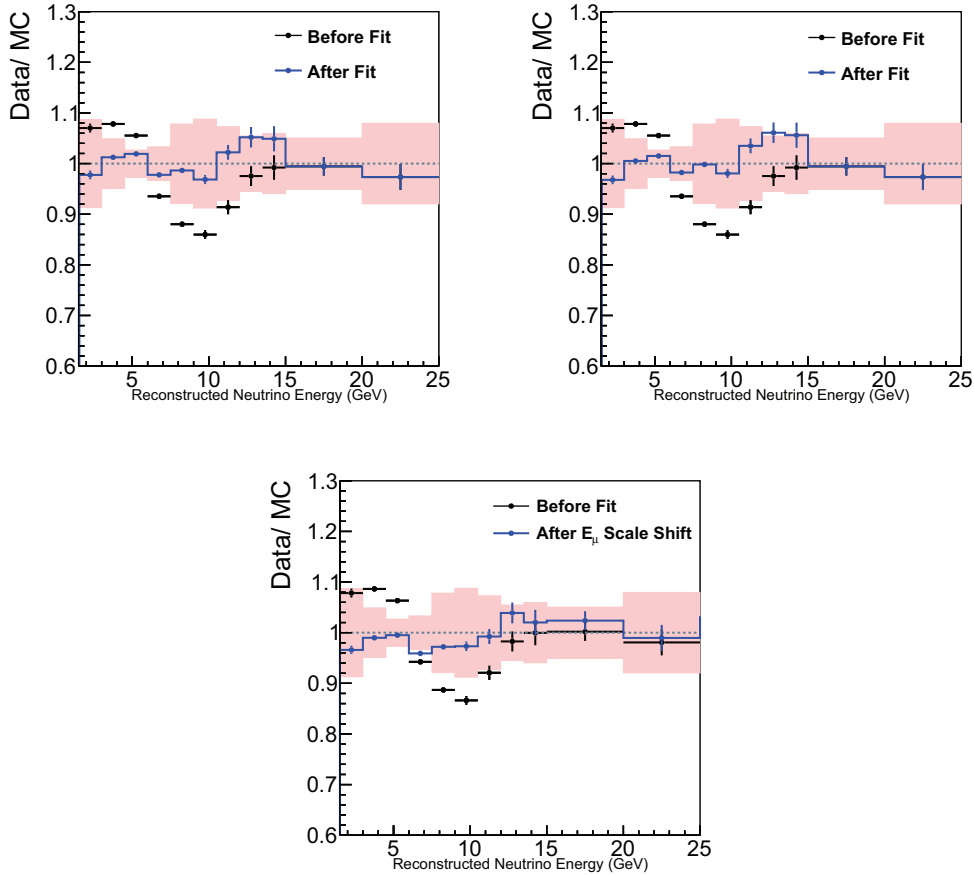 Data/ MC
1.3
1.2
1.1
1
0.9
0.8
0.7
0.6
Before Fit
After Fit
5 10 15 20 25
Reconstructed Neutrino Energy (GeV)
Data/ MC
1.3
1.2
1.1
1
0.9
0.8
0.7
0.6
Before Fit
After Fit
5 10 15 20 25
Reconstructed Neutrino Energy (GeV)
Data/ MC
1.3
1.2
1.1
1
0.9
0.8
0.7
0.6
Before Fit
After Eμ Scale Shift
5 10 15 20 25
Reconstructed Neutrino Energy (GeV)